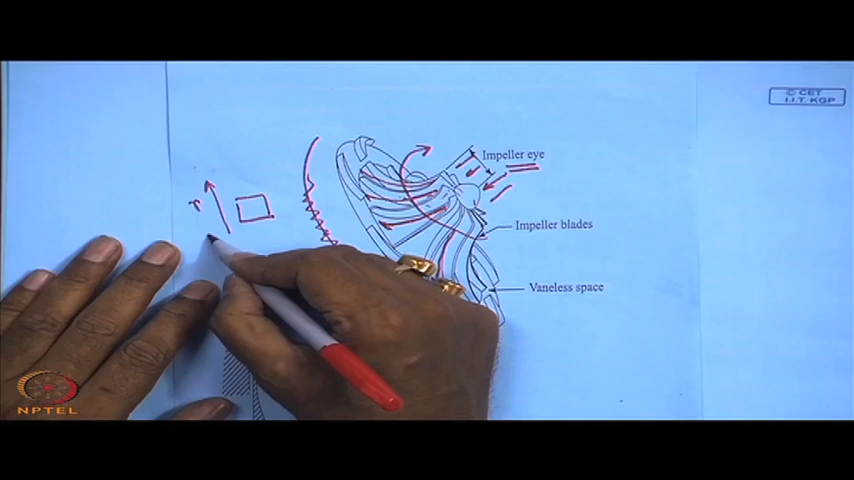 © CET
I.I.T. KGP
Impeller eye
r
Impeller blades
Vaneless space
NPTEL